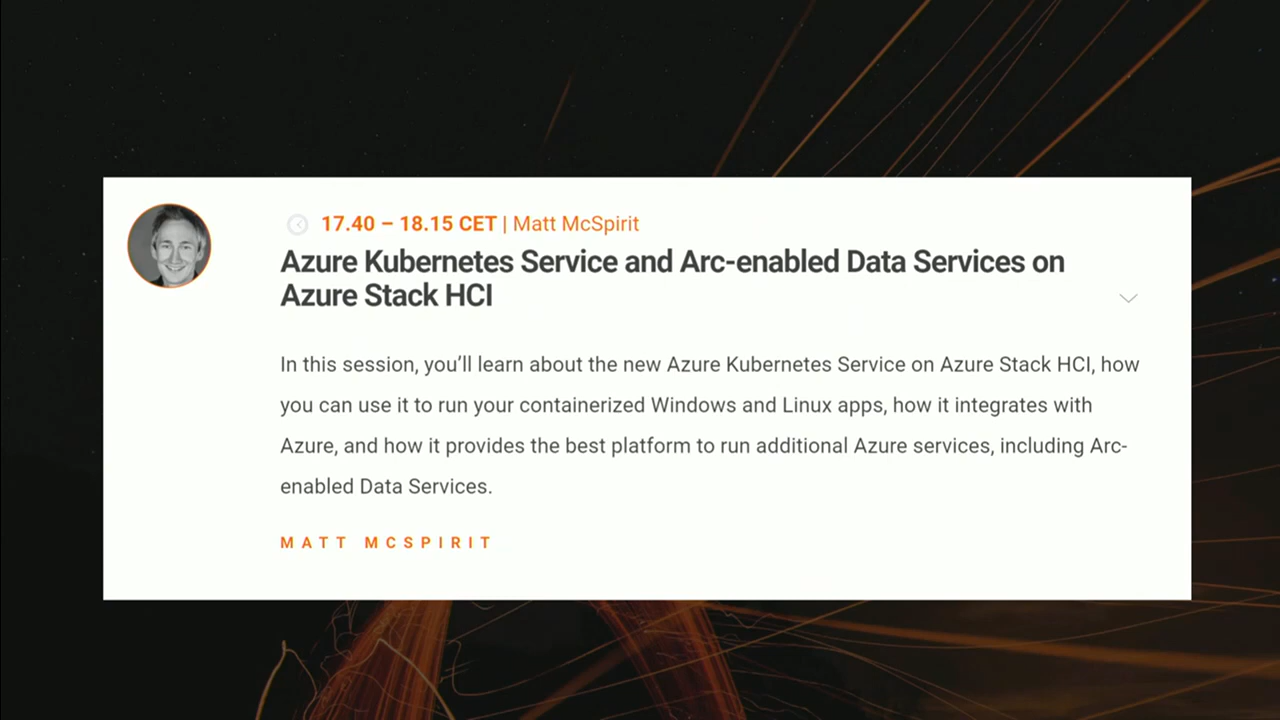 17.40 – 18.15 CET | Matt McSpirit
Azure Kubernetes Service and Arc-enabled Data Services on
Azure Stack HCI
In this session, you’ll learn about the new Azure Kubernetes Service on Azure Stack HCI, how
you can use it to run your containerized Windows and Linux apps, how it integrates with
Azure, and how it provides the best platform to run additional Azure services, including Arc-
enabled Data Services.
MATT MCSPIRIT